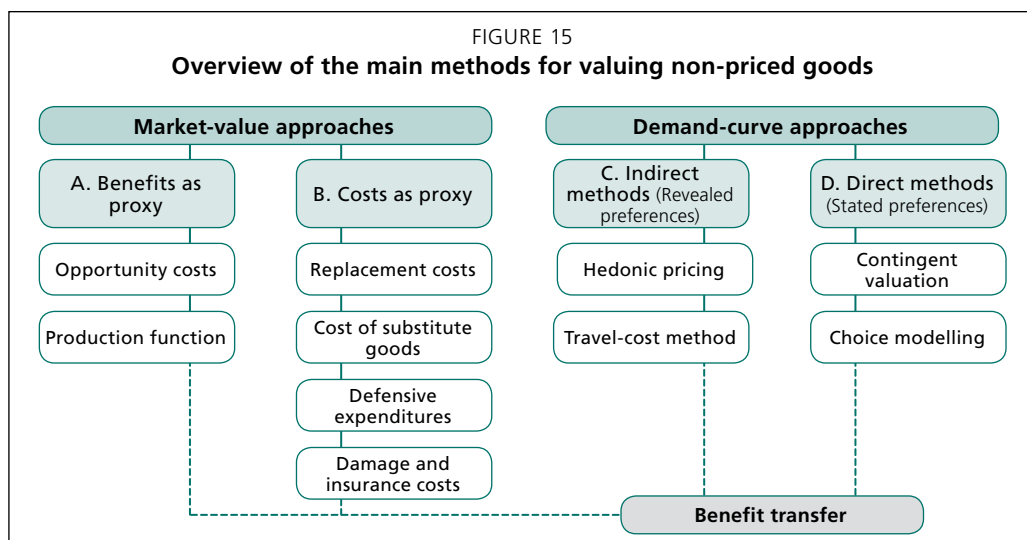 FIGURE 15
Overview of the main methods for valuing non-priced goods
Market-value approaches
Demand-curve approaches
A. Benefits as
proxy
B. Costs as proxy
C. Indirect
methods (Revealed
preferences)
D. Direct methods
(Stated preferences)
Opportunity costs
Replacement costs
Hedonic pricing
Contingent
valuation
Production function
Cost of substitute
goods
Travel-cost method
Choice modelling
Defensive
expenditures
Damage and
insurance costs
Benefit transfer